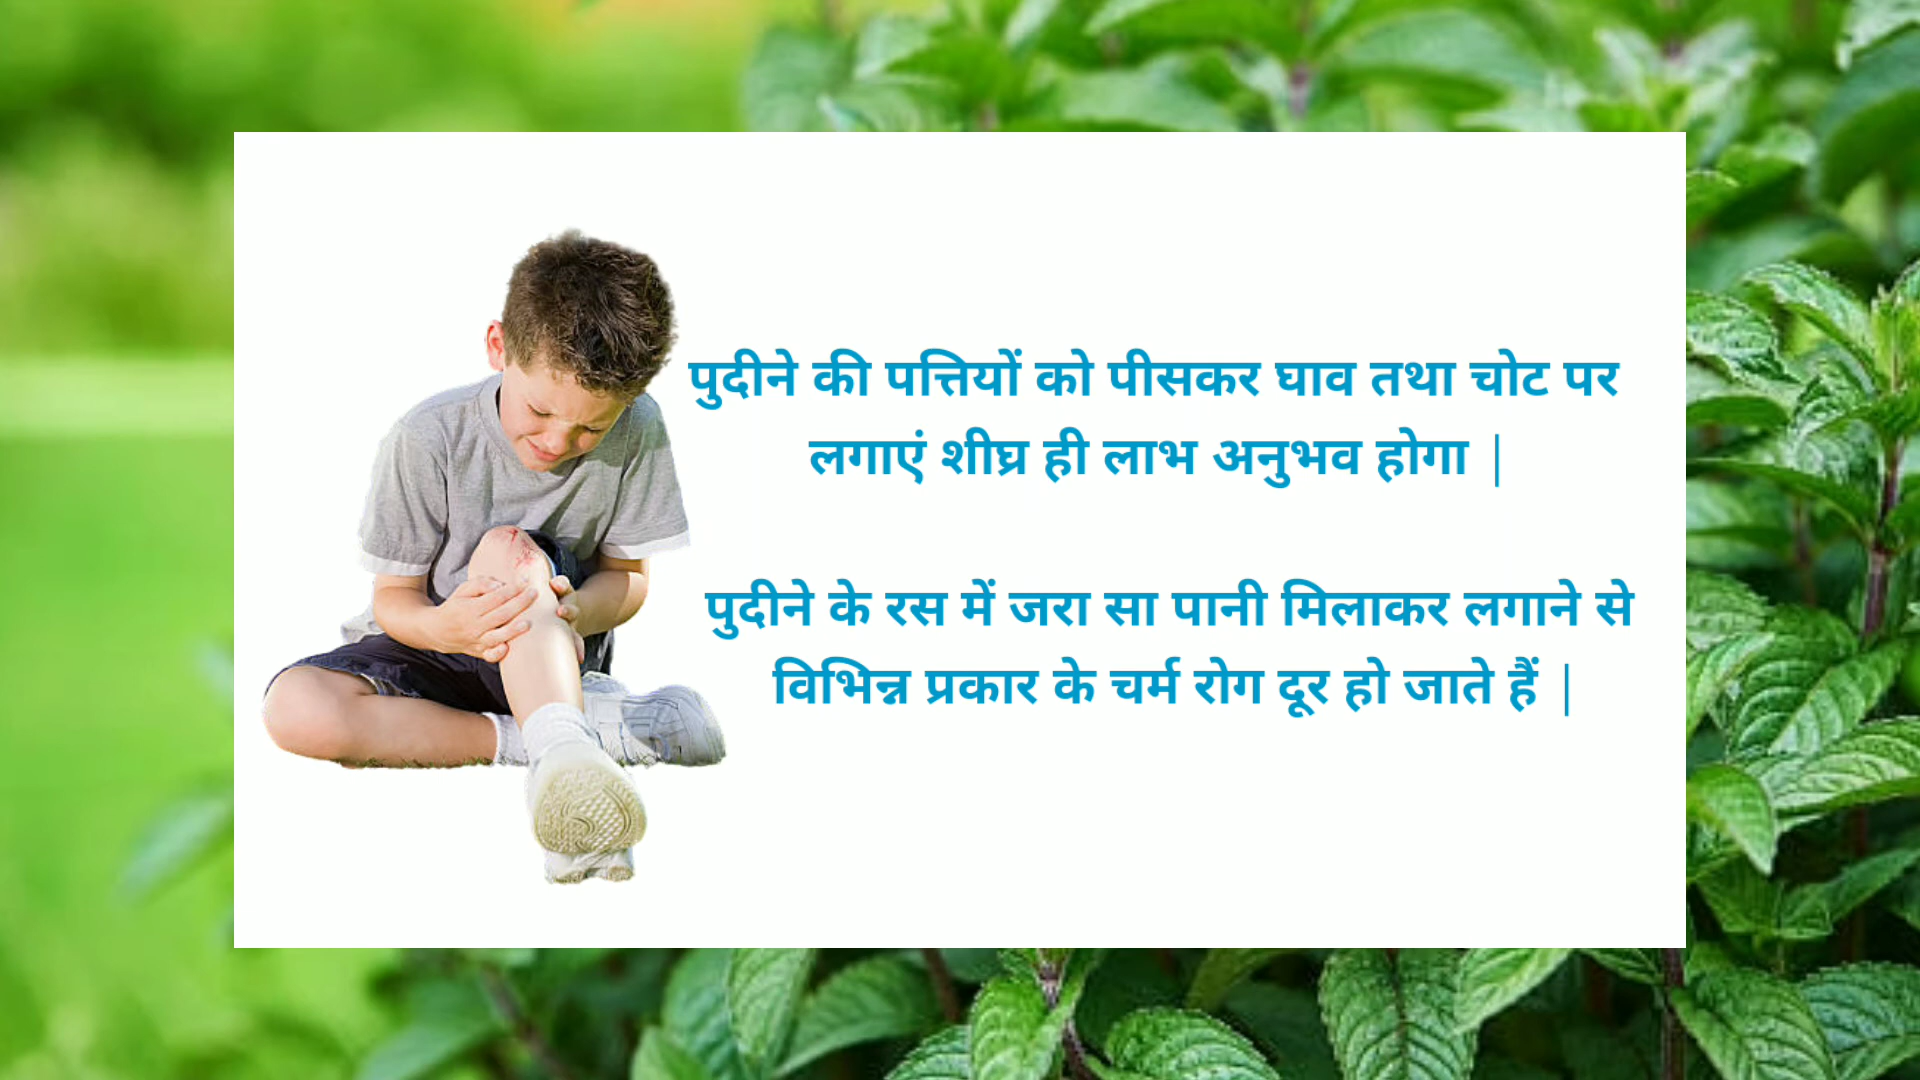 पुदीने की पत्तियों को पीसकर घाव तथा चोट पर
लगाएं शीघ्र ही लाभ अनुभव होगा |
पुदीने के रस में जरा सा पानी मिलाकर लगाने से
विभिन्न प्रकार के चर्म रोग दूर हो जाते हैं |